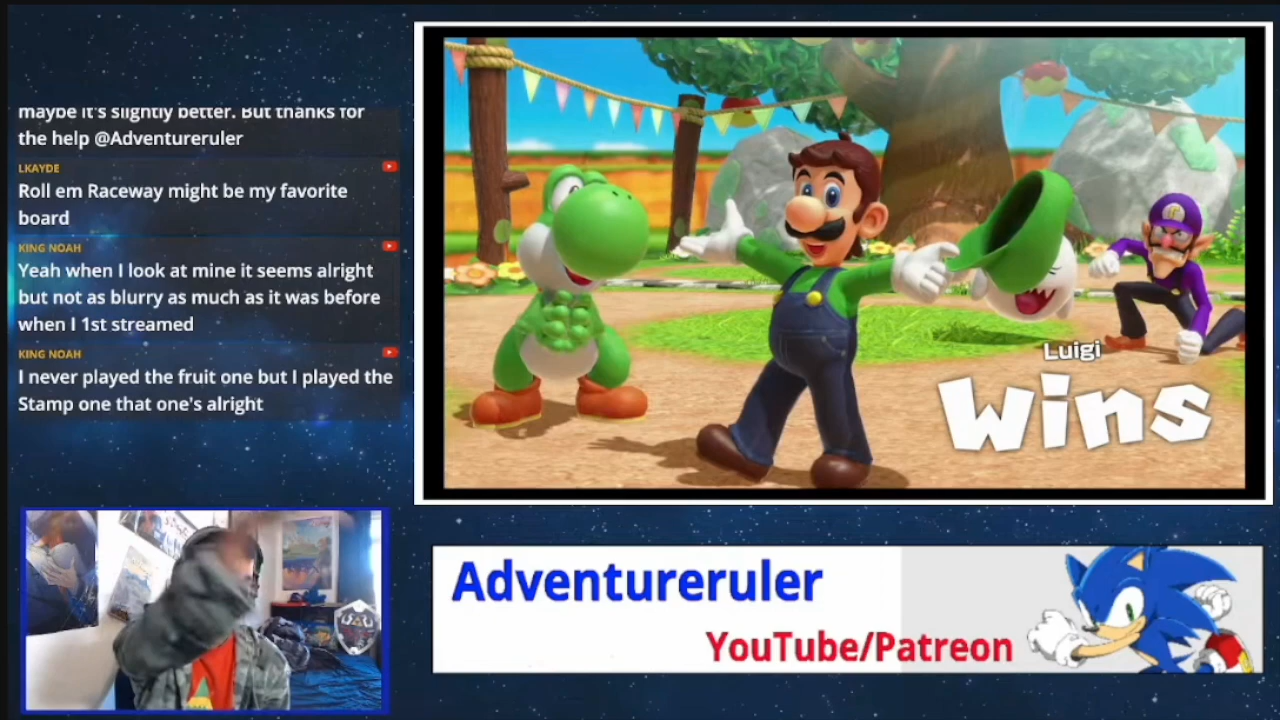 maybe it's slightly better. But thanks for
the help @Adventureruler
LKAYDE
Roll em Raceway might be my favorite
board
KING NOAH
Yeah when I look at mine it seems alright
but not as blurry as much as it was before
when I 1st streamed
KING NOAH
I never played the fruit one but I played the
Stamp one that one's alright
Luigi
Wins
Adventureruler
YouTube/Patreon